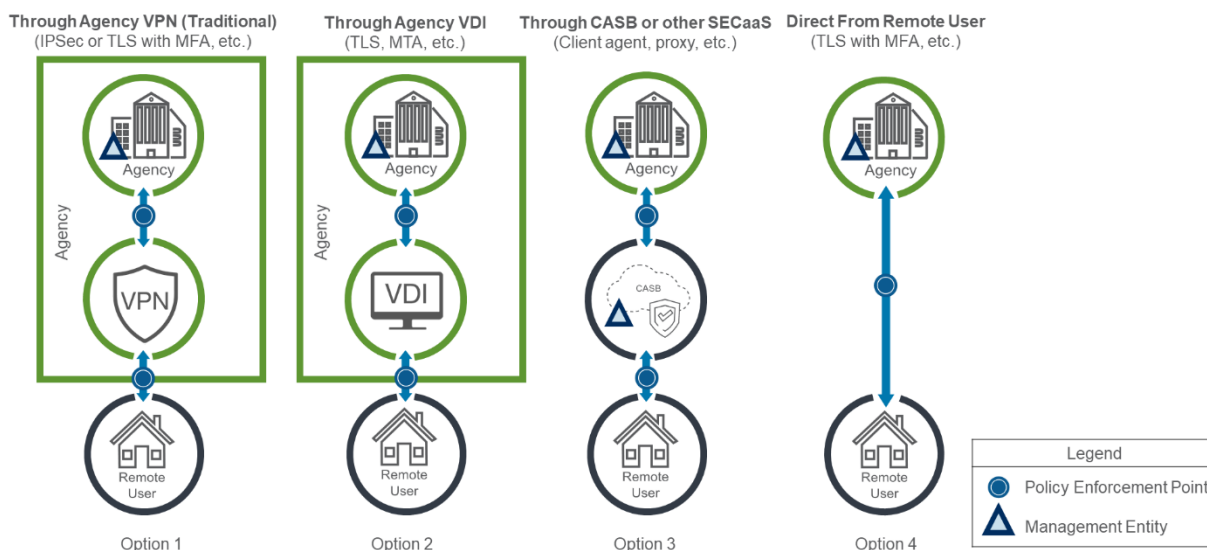 Through Agency VPN (Traditional)
(IPSec or TLS with MFA, etc.)
Agency
Agency
VPN
Remote
User
Option 1
Through Agency VDI
(TLS, MTA, etc.)
Agency
Agency
VDI
Remote
User
Option 2
Through CASB or other SECaaS
(Client agent, proxy, etc.)
Agency
CASB
Remote
User
Option 3
Direct From Remote User
(TLS with MFA, etc.)
Agency
Remote
User
Option 4
Legend
Policy Enforcement Point
Management Entity